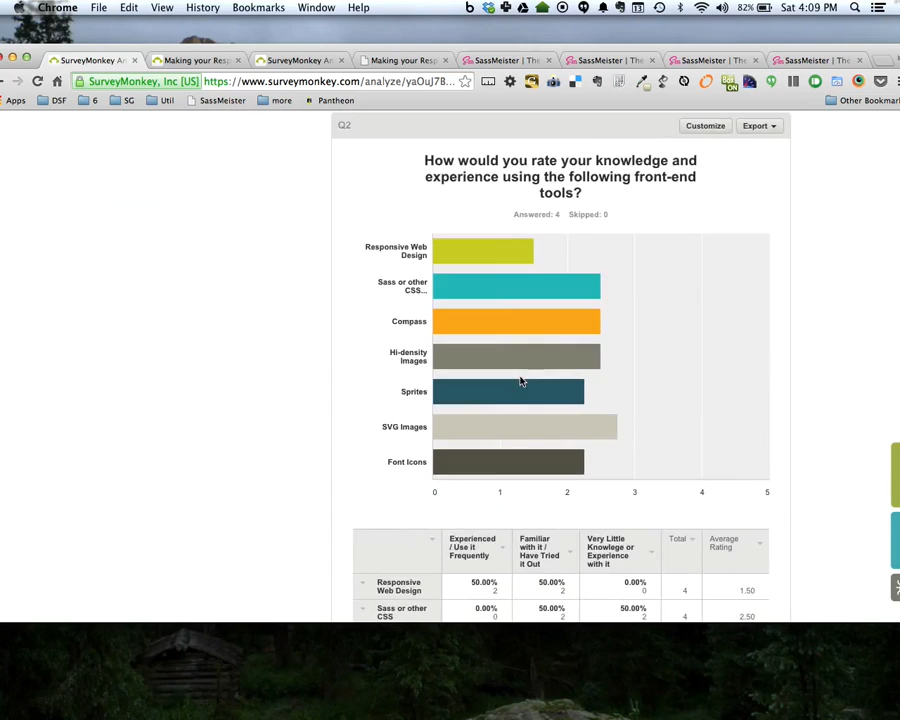 Chrome File Edit View History Bookmarks Window Help 82% Sat 4:09 PM
SurveyMonkey An Making your Resp SurveyMonkey An Making your Resp SassMeister | The SassMeister | The SassMeister | The SassMeister | The
SurveyMonkey, Inc [US] https://www.surveymonkey.com/analyze/yaOuJ7B...
Apps DSF 6 SG Util SassMeister more Pantheon Other Bookmar
Q2 Customize Export
How would you rate your knowledge and
experience using the following front-end
tools?
Answered: 4 Skipped: 0
Responsive Web
Design
Sass or other
CSS...
Compass
Hi-density
Images
Sprites
SVG Images
Font Icons
0 1 2 3 4 5
Experienced
/ Use it
Frequently
Familiar
with it /
Have Tried
it Out
Very Little
Knowlege or
Experience
with it
Total
Average
Rating
Responsive
Web Design
50.00%
2
50.00%
2
0.00%
0
4
1.50
Sass or other
CSS
0.00%
0
50.00%
2
50.00%
2
4
2.50